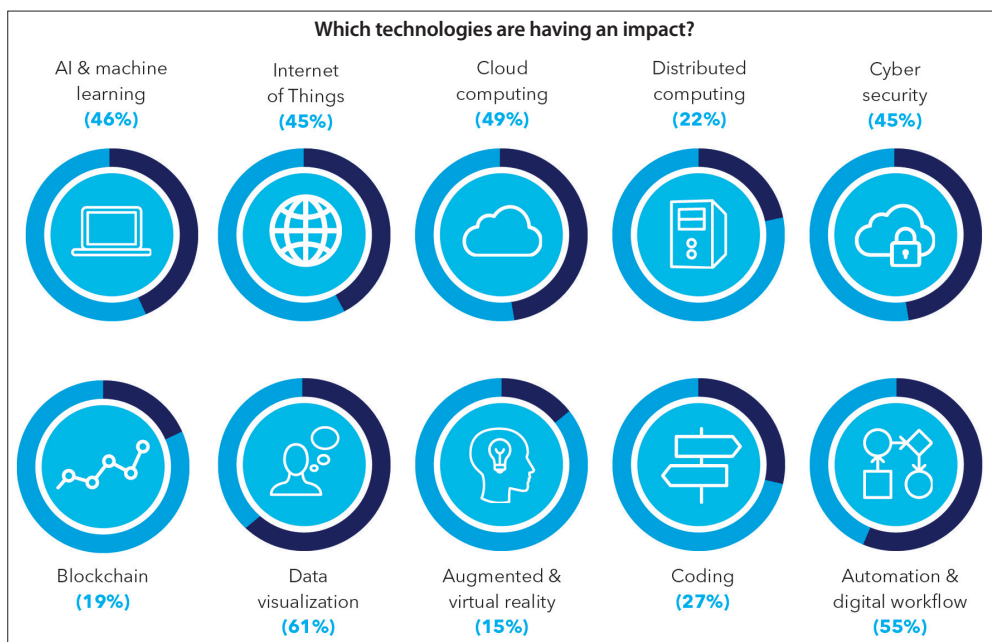 Which technologies are having an impact?
AI & machine
learning
(46%)
Internet
of Things
(45%)
Cloud
computing
(49%)
Distributed
computing
(22%)
Cyber
security
(45%)
Blockchain
(19%)
Data
visualization
(61%)
Augmented &
virtual reality
(15%)
Coding
(27%)
Automation &
digital workflow
(55%)